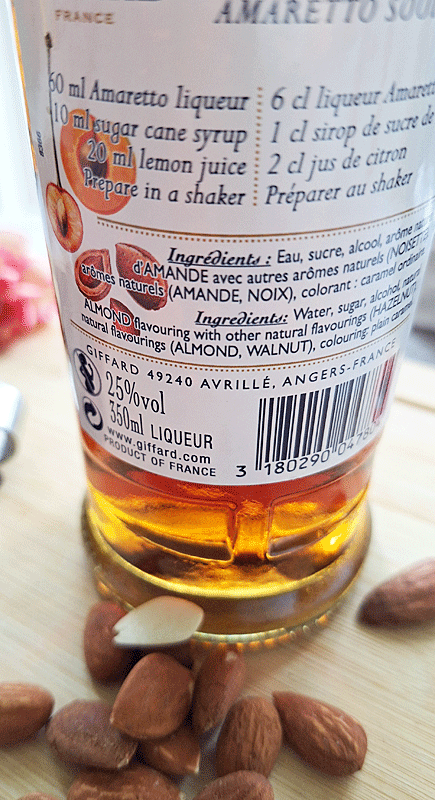 FRANCE
AMARETTO SOU
60 ml Amaretto liqueur
10 ml sugar cane syrup
20 ml lemon juice
Prepare in a shaker
6 cl liqueur Amarett
1 cl sirop de sucre de
2 cl jus de citron
Préparer au shaker
Ingrédients : Eau, sucre, alcool, arôme
d'AMANDE avec autres arômes naturels (NOISETTE
arômes naturels (AMANDE, NOIX), colorant : caramel ordinaire
Ingredients: Water, sugar, alcohol, natural
ALMOND flavouring with other natural flavourings (HAZELNUT
natural flavourings (ALMOND, WALNUT), colouring: plain caramel
GIFFARD 49240 AVRILLÉ, ANGERS-FRANCE
25%vol
350ml LIQUEUR
www.giffard.com
PRODUCT OF FRANCE
3 180290 0478